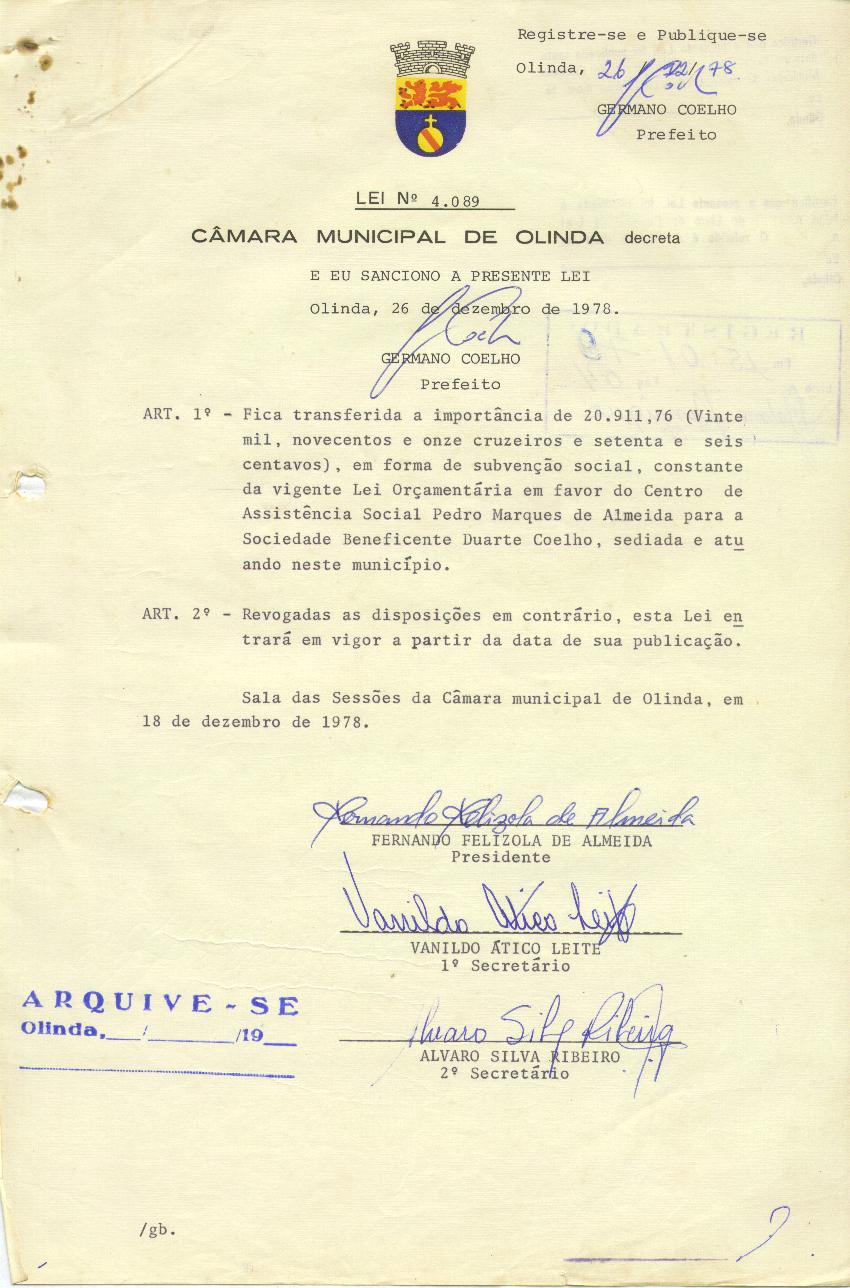 Registre-se e Publique-se
Olinda, 26/12/78
GERMANO COELHO
Prefeito
LEI Nº 4.089
CÂMARA MUNICIPAL DE OLINDA decreta
E EU SANCIONO A PRESENTE LEI
Olinda, 26 de dezembro de 1978.
GERMANO COELHO
Prefeito
ART. 1º - Fica transferida a importância de 20.911,76 (Vinte
mil, novecentos e onze cruzeiros e setenta e seis
centavos), em forma de subvenção social, constante
da vigente Lei Orçamentária em favor do Centro de
Assistência Social Pedro Marques de Almeida para a
Sociedade Beneficente Duarte Coelho, sediada e atu
ando neste município.
ART. 2º - Revogadas as disposições em contrário, esta Lei en
trará em vigor a partir da data de sua publicação.
Sala das Sessões da Câmara municipal de Olinda, em
18 de dezembro de 1978.
Fernando Felizola de Almeida
FERNANDO FELIZOLA DE ALMEIDA
Presidente
Vanildo Ático Leite
VANILDO ÁTICO LEITE
1º Secretário
Alvaro Silva Ribeiro
ALVARO SILVA RIBEIRO
2º Secretário
ARQUIVE-SE
Olinda,___/________/19___
/gb.